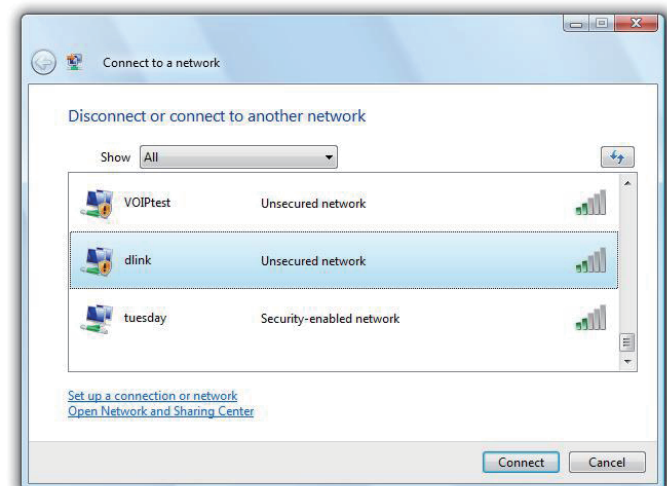 Connect to a network
Disconnect or connect to another network
Show All
VOIPtest Unsecured network
dlink Unsecured network
tuesday Security-enabled network
Set up a connection or network
Open Network and Sharing Center
Connect Cancel